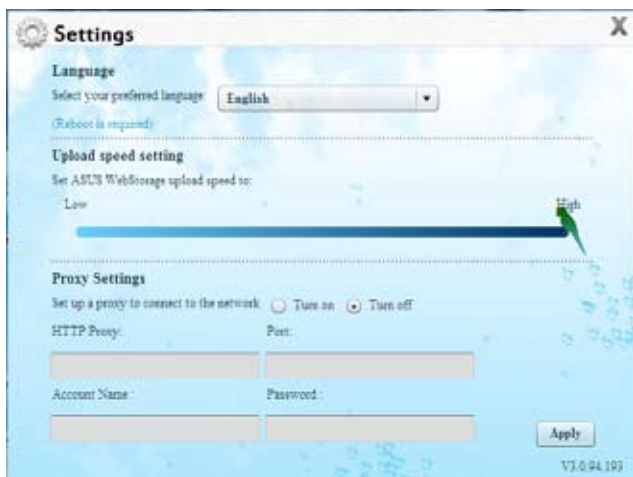 Settings
X
Language
Select your preferred language:
English
(Reboot is required)
Upload speed setting
Set ASUS WebStorage upload speed to:
Low High
Proxy Settings
Set up a proxy to connect to the network Turn on Turn off
HTTP Proxy: Port:
Account Name : Password :
Apply
V3.0.94.193